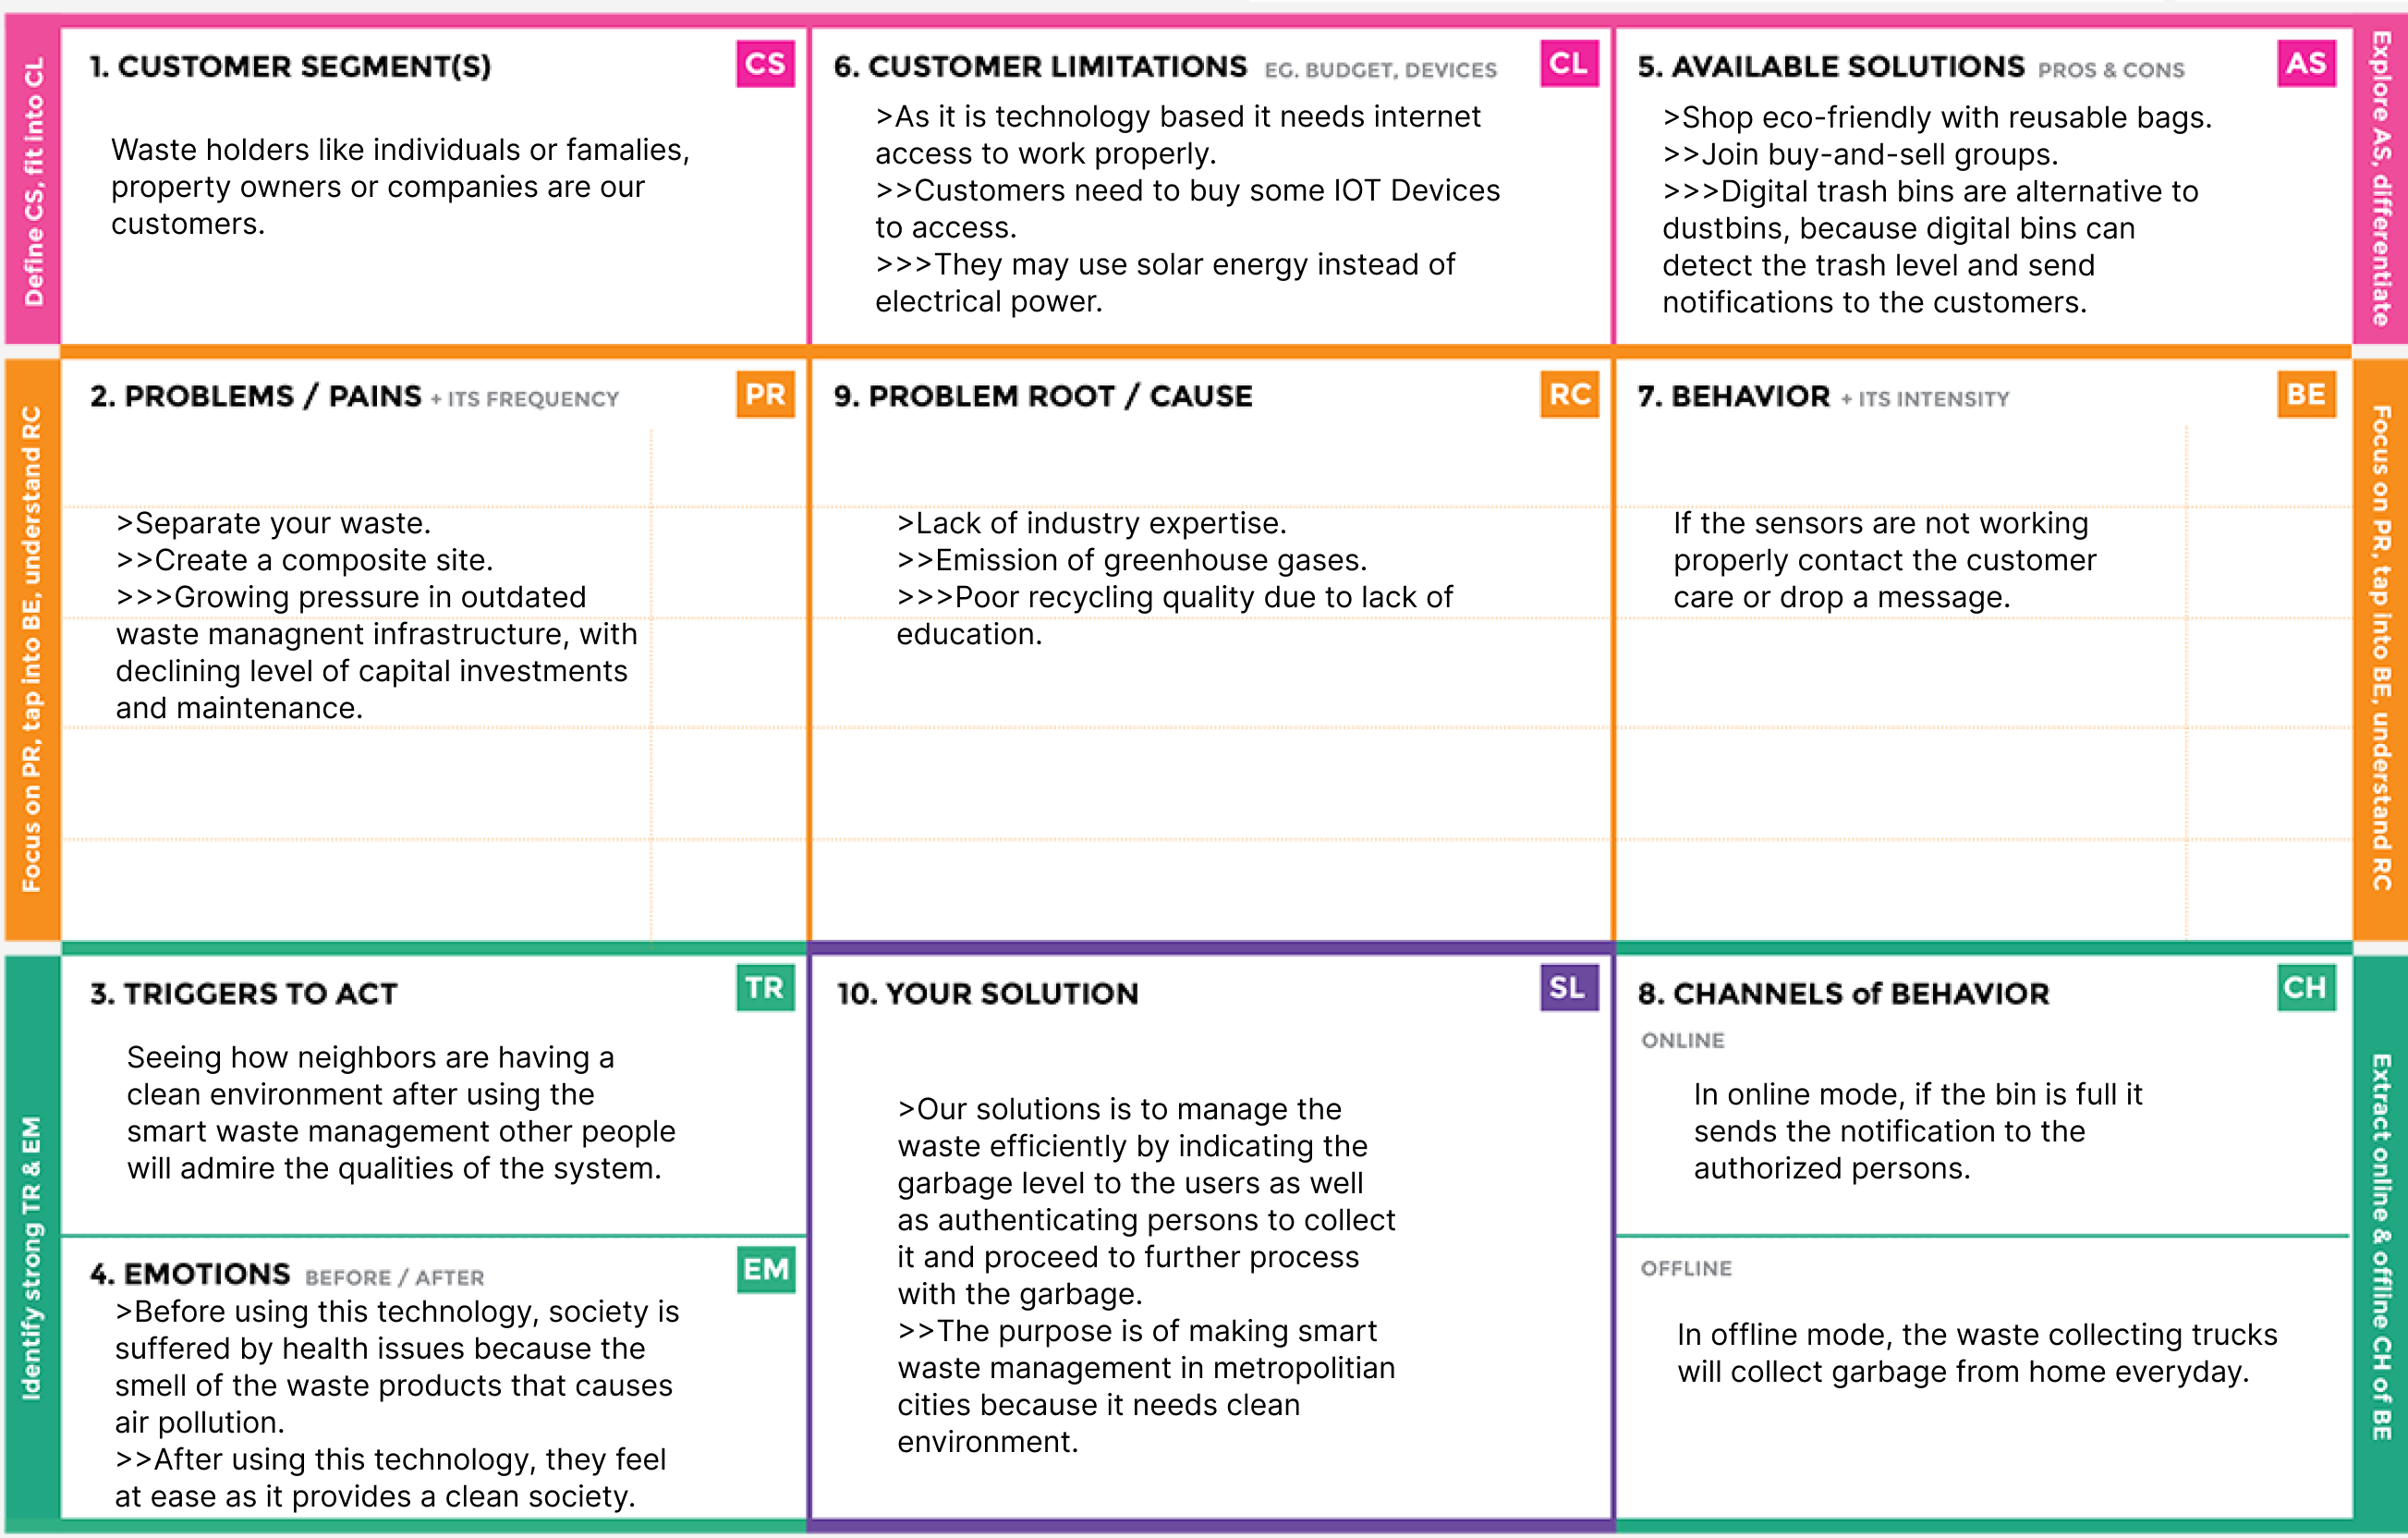 Define CS, fit into CL
1. CUSTOMER SEGMENT(S)
CS
Waste holders like individuals or famalies,
property owners or companies are our
customers.
6. CUSTOMER LIMITATIONS EG. BUDGET, DEVICES
CL
>As it is technology based it needs internet
access to work properly.
>>Customers need to buy some IOT Devices
to access.
>>>They may use solar energy instead of
electrical power.
5. AVAILABLE SOLUTIONS PROS & CONS
AS
>Shop eco-friendly with reusable bags.
>>Join buy-and-sell groups.
>>>Digital trash bins are alternative to
dustbins, because digital bins can
detect the trash level and send
notifications to the customers.
Explore AS, differentiate
Focus on PR, tap into BE, understand RC
2. PROBLEMS / PAINS + ITS FREQUENCY
PR
>Separate your waste.
>>Create a composite site.
>>>Growing pressure in outdated
waste managnent infrastructure, with
declining level of capital investments
and maintenance.
9. PROBLEM ROOT / CAUSE
RC
>Lack of industry expertise.
>>Emission of greenhouse gases.
>>>Poor recycling quality due to lack of
education.
7. BEHAVIOR + ITS INTENSITY
BE
If the sensors are not working
properly contact the customer
care or drop a message.
Focus on PR, tap into BE, understand RC
Identify strong TR & EM
3. TRIGGERS TO ACT
TR
Seeing how neighbors are having a
clean environment after using the
smart waste management other people
will admire the qualities of the system.
4. EMOTIONS BEFORE / AFTER
EM
>Before using this technology, society is
suffered by health issues because the
smell of the waste products that causes
air pollution.
>>After using this technology, they feel
at ease as it provides a clean society.
10. YOUR SOLUTION
SL
>Our solutions is to manage the
waste efficiently by indicating the
garbage level to the users as well
as authenticating persons to collect
it and proceed to further process
with the garbage.
>>The purpose is of making smart
waste management in metropolitian
cities because it needs clean
environment.
8. CHANNELS of BEHAVIOR
CH
ONLINE
In online mode, if the bin is full it
sends the notification to the
authorized persons.
OFFLINE
In offline mode, the waste collecting trucks
will collect garbage from home everyday.
Extract online & offline CH of BE